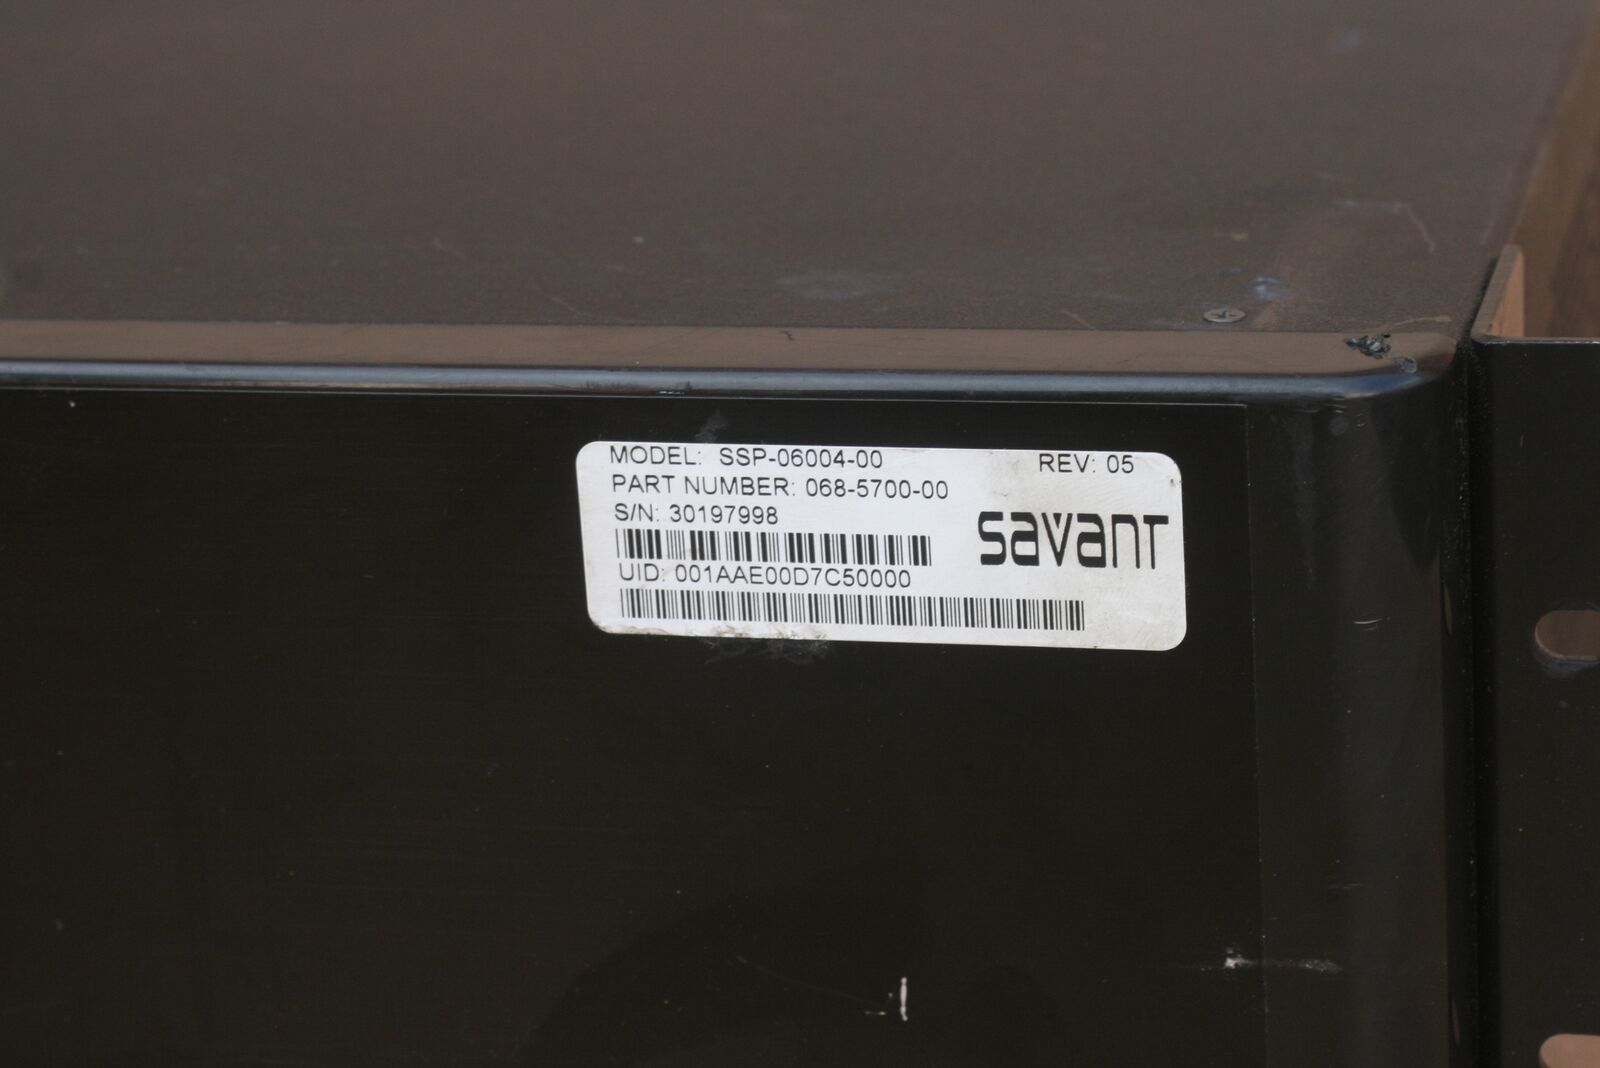 MODEL: SSP-06004-00 REV: 05
PART NUMBER: 068-5700-00
S/N: 30197998
savant
UID: 001AAE00D7C50000